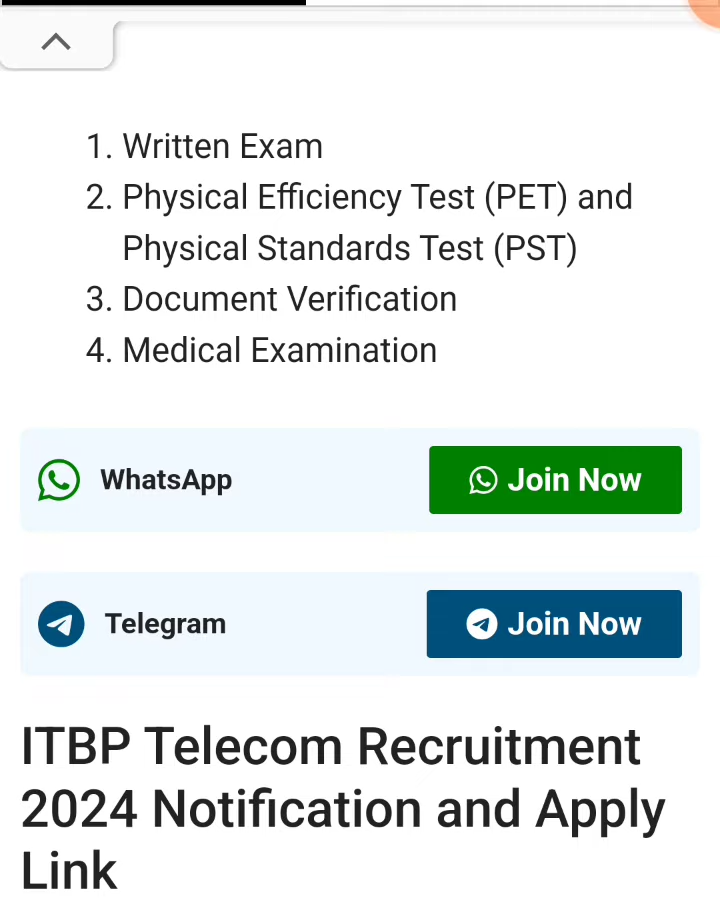 1. Written Exam
2. Physical Efficiency Test (PET) and
Physical Standards Test (PST)
3. Document Verification
4. Medical Examination
WhatsApp Join Now
Telegram Join Now
ITBP Telecom Recruitment
2024 Notification and Apply
Link